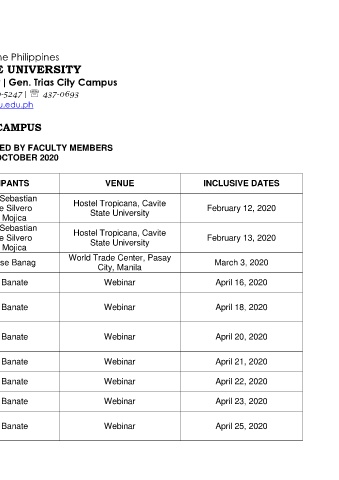 he Philippines
E UNIVERSITY
| Gen. Trias City Campus
-5247 | ☏ 437-0693
u.edu.ph
CAMPUS
ED BY FACULTY MEMBERS
OCTOBER 2020
IPANTS VENUE INCLUSIVE DATES
Sebastian
e Silvero
Mojica
Hostel Tropicana, Cavite
State University
February 12, 2020
Sebastian
e Silvero
Mojica
Hostel Tropicana, Cavite
State University
February 13, 2020
se Banag
World Trade Center, Pasay
City, Manila
March 3, 2020
Banate Webinar April 16, 2020
Banate Webinar April 18, 2020
Banate Webinar April 20, 2020
Banate Webinar April 21, 2020
Banate Webinar April 22, 2020
Banate Webinar April 23, 2020
Banate Webinar April 25, 2020